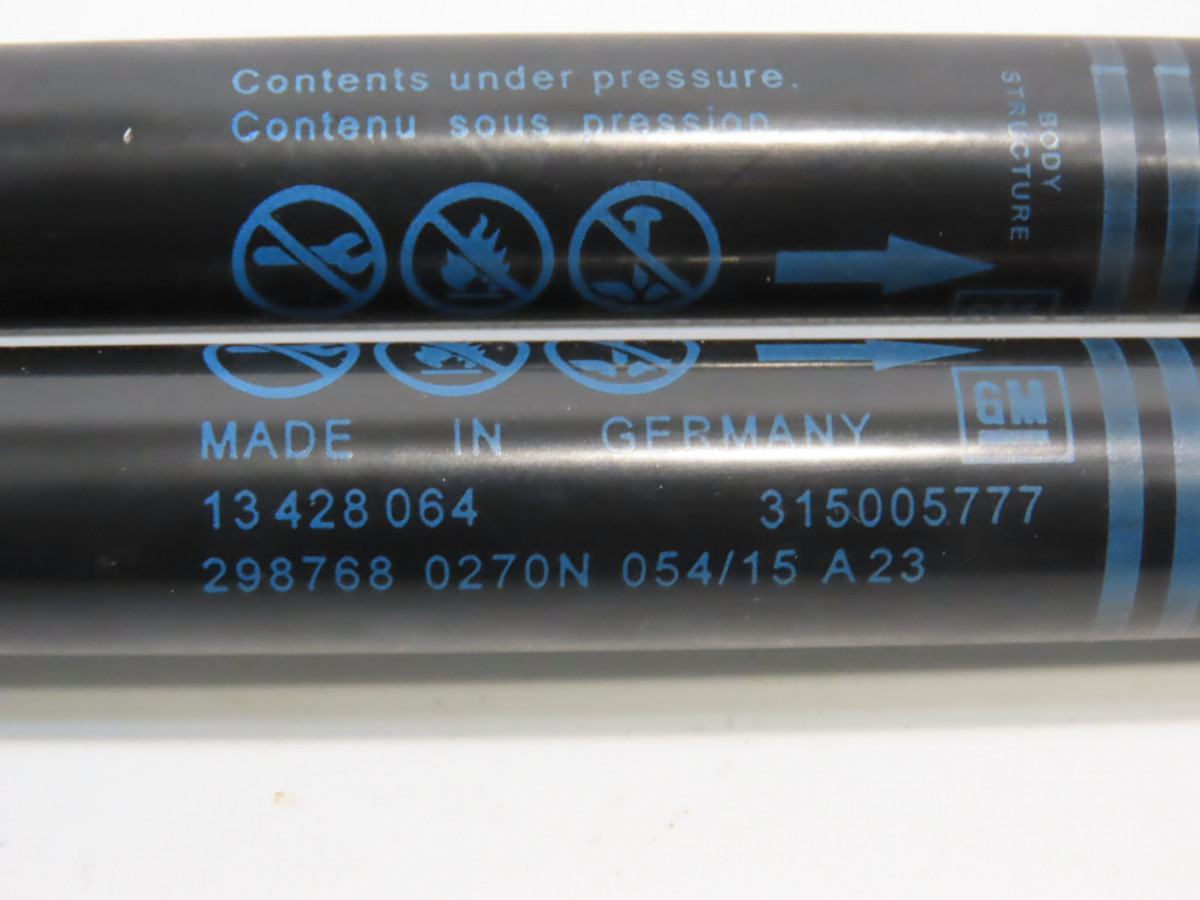 Contents under pressure.
Contenu sous pression.
BODY
STRUCTURE
GM
MADE IN GERMANY
GM
13 428 064 315005777
298768 0270N 054/15 A23